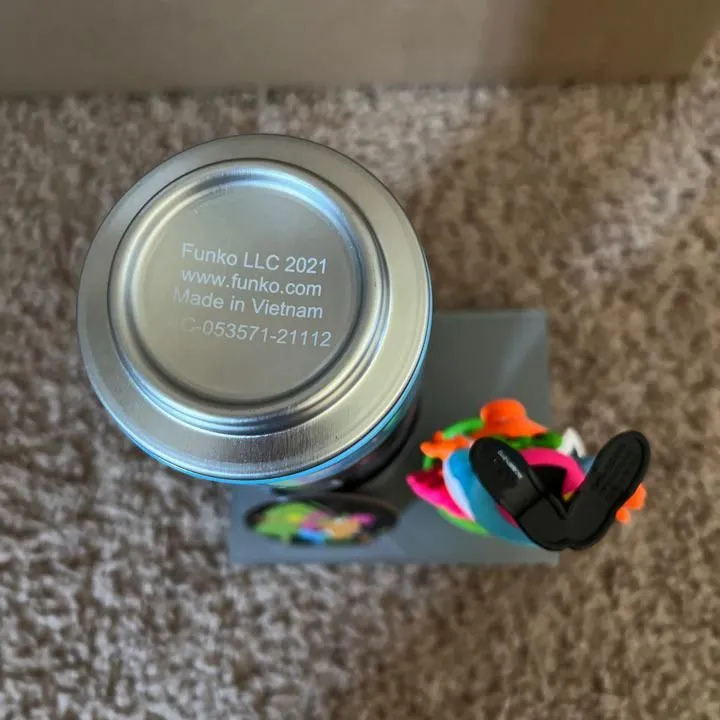 Funko LLC 2021
www.funko.com
Made in Vietnam
C-053571-21112